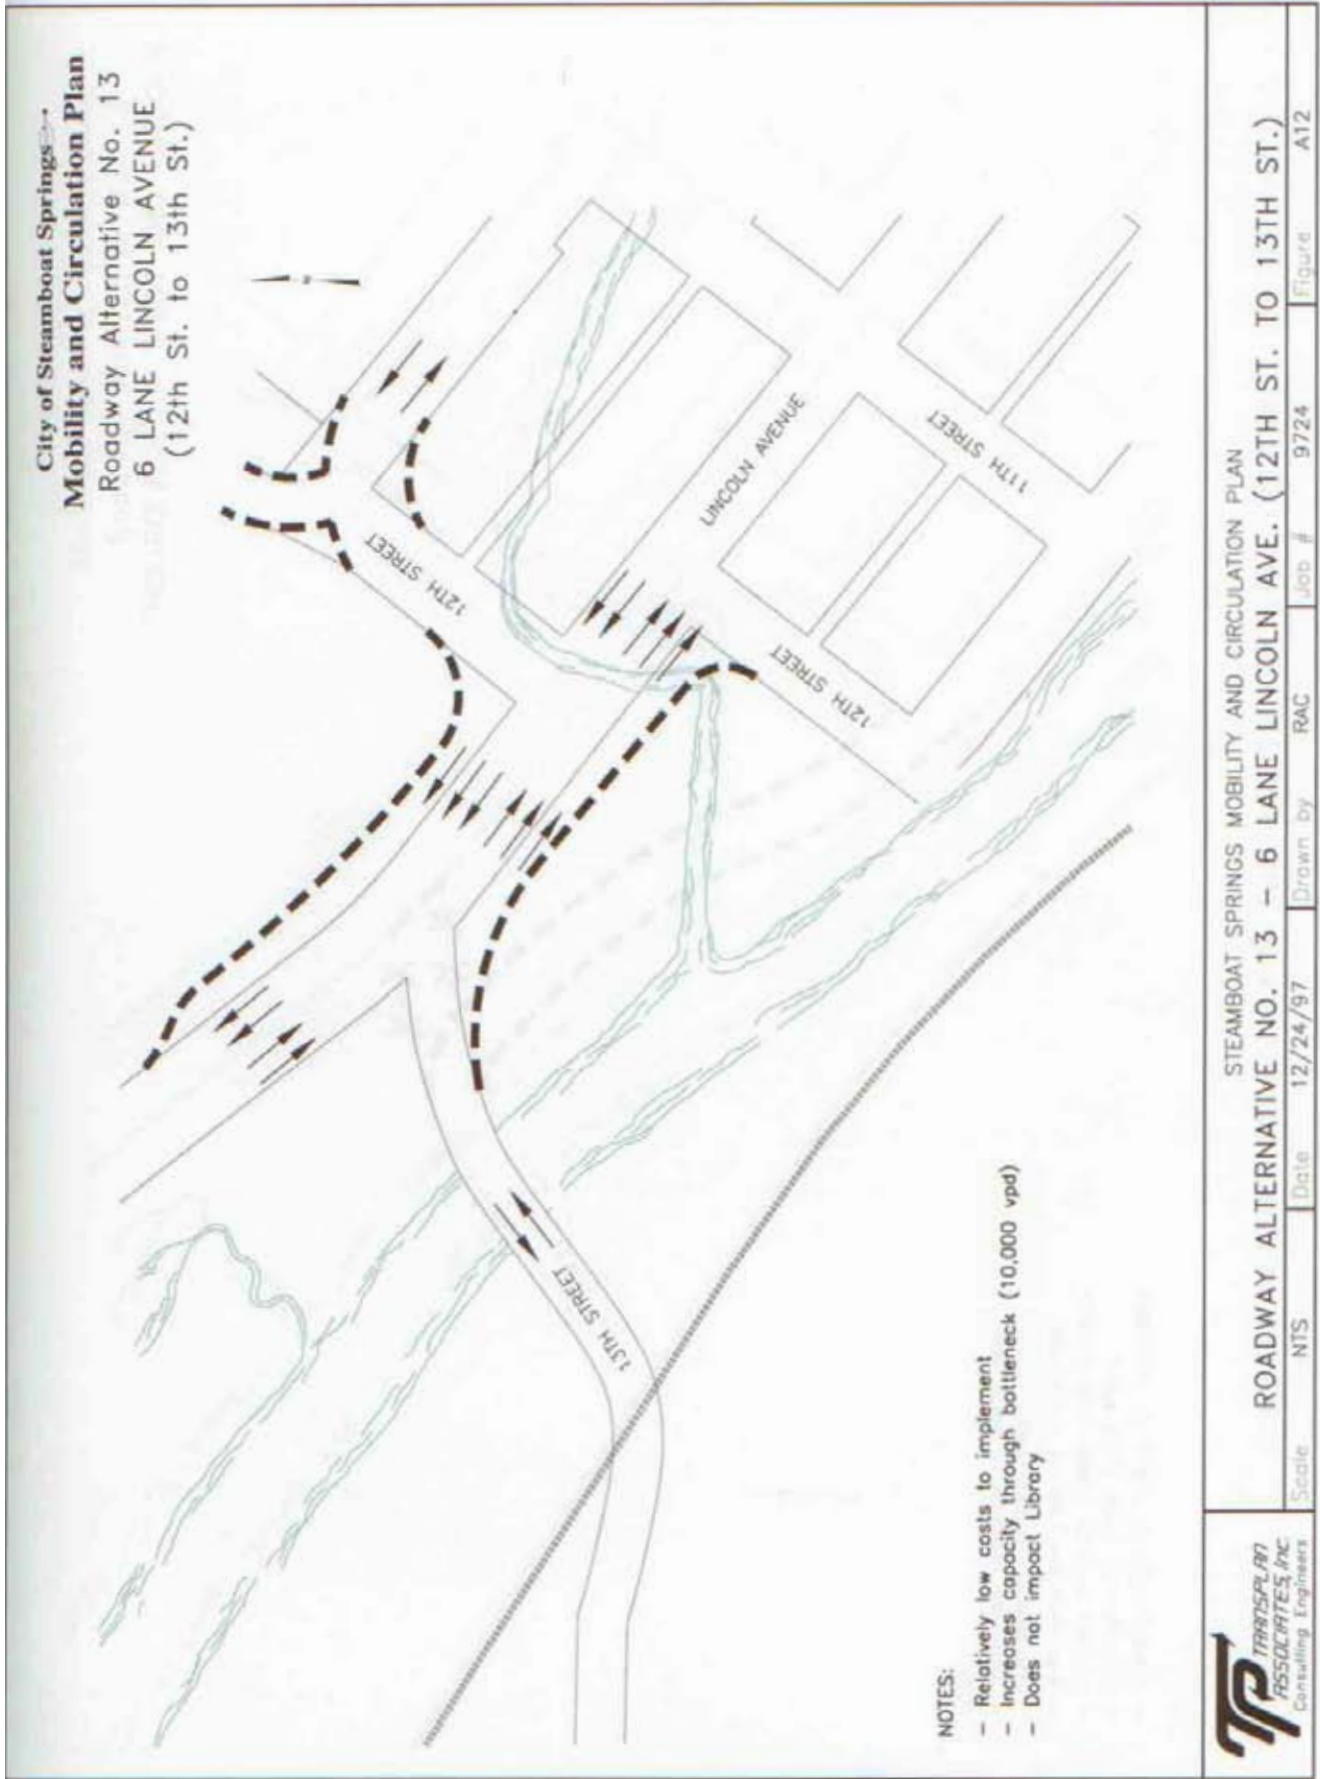 City of Steamboat Springs
Mobility and Circulation Plan
Roadway Alternative No. 13
6 LANE LINCOLN AVENUE
(12th St. to 13th St.)
12TH STREET
LINCOLN AVENUE
11TH STREET
12TH STREET
13TH STREET
NOTES:
- Relatively low costs to implement
- Increases capacity through bottleneck (10,000 vpd)
- Does not impact Library
TP TRANSPLAN
ASSOCIATES, Inc.
Consulting Engineers
STEAMBOAT SPRINGS MOBILITY AND CIRCULATION PLAN
ROADWAY ALTERNATIVE NO. 13 - 6 LANE LINCOLN AVE. (12TH ST. TO 13TH ST.)
Scale NTS Date 12/24/97 Drawn by RAC Job # 9724 Figure A12